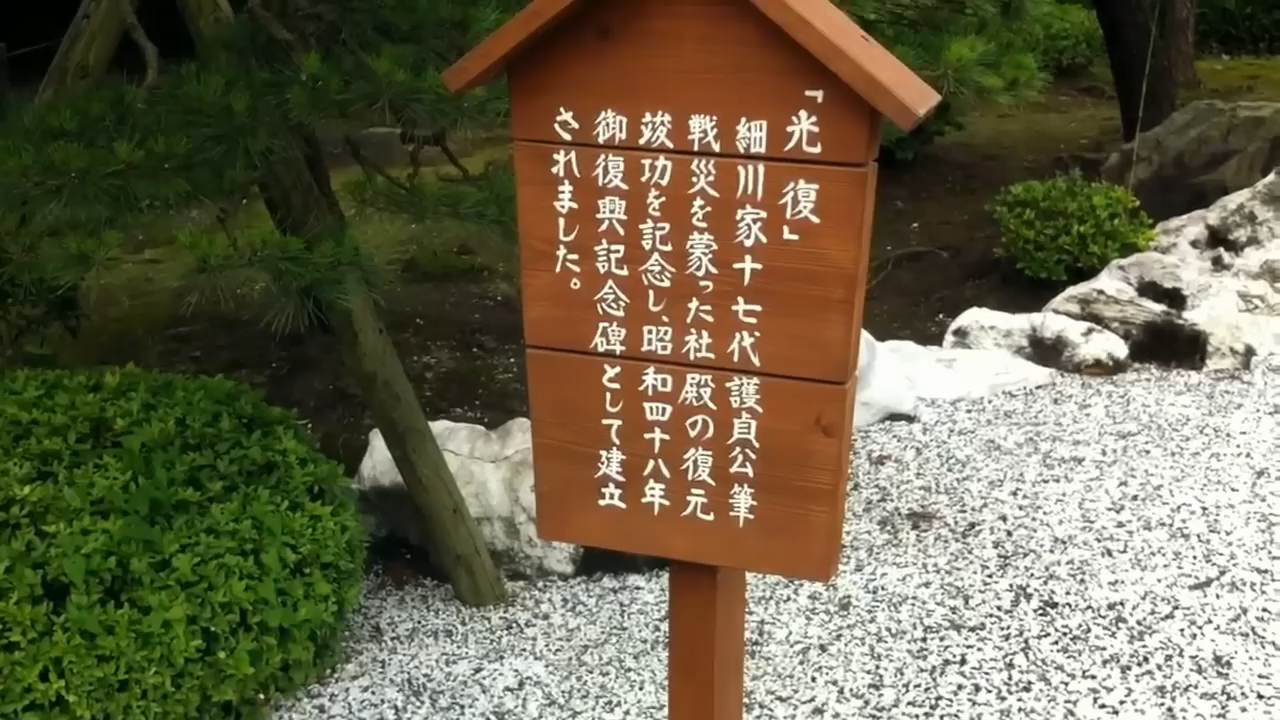 「光復」
細川家十七代護貞公筆
戦災を蒙った社殿の復元
竣功を記念し、昭和四十八年
御復興記念碑として建立
されました。